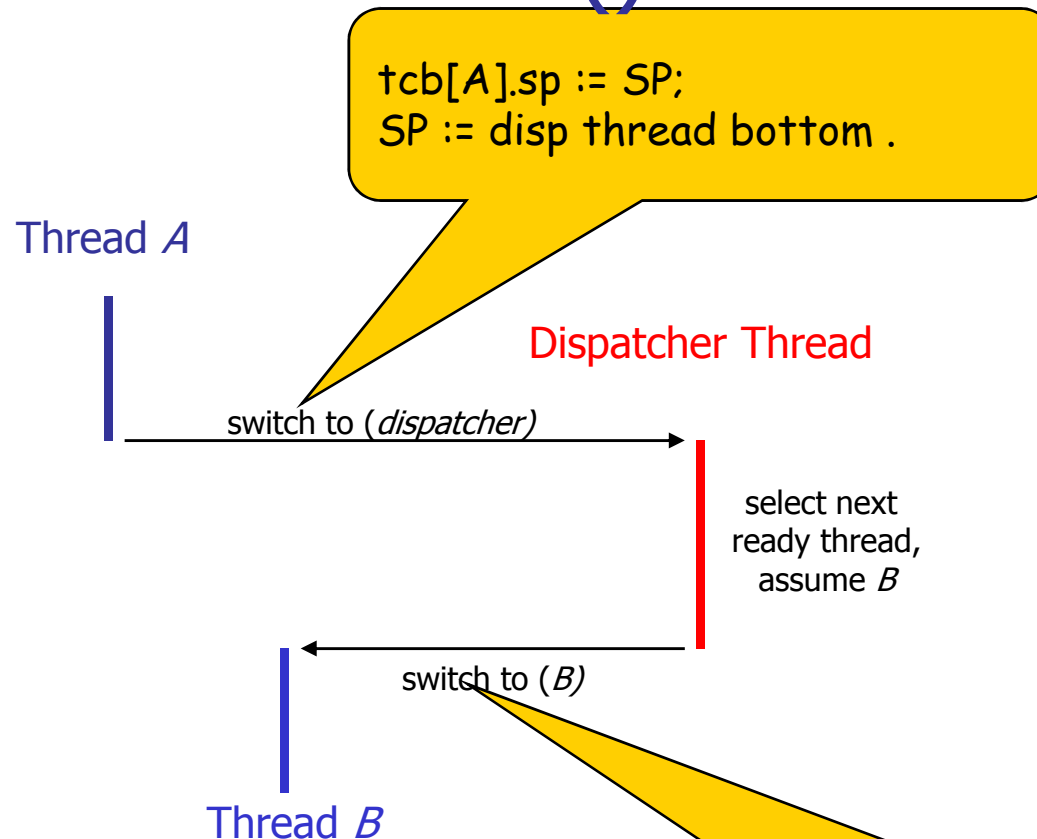 tcb[A].sp := SP;
SP := disp thread bottom .
Thread A
Dispatcher Thread
switch to (dispatcher)
select next
ready thread,
assume B
switch to (B)
Thread B